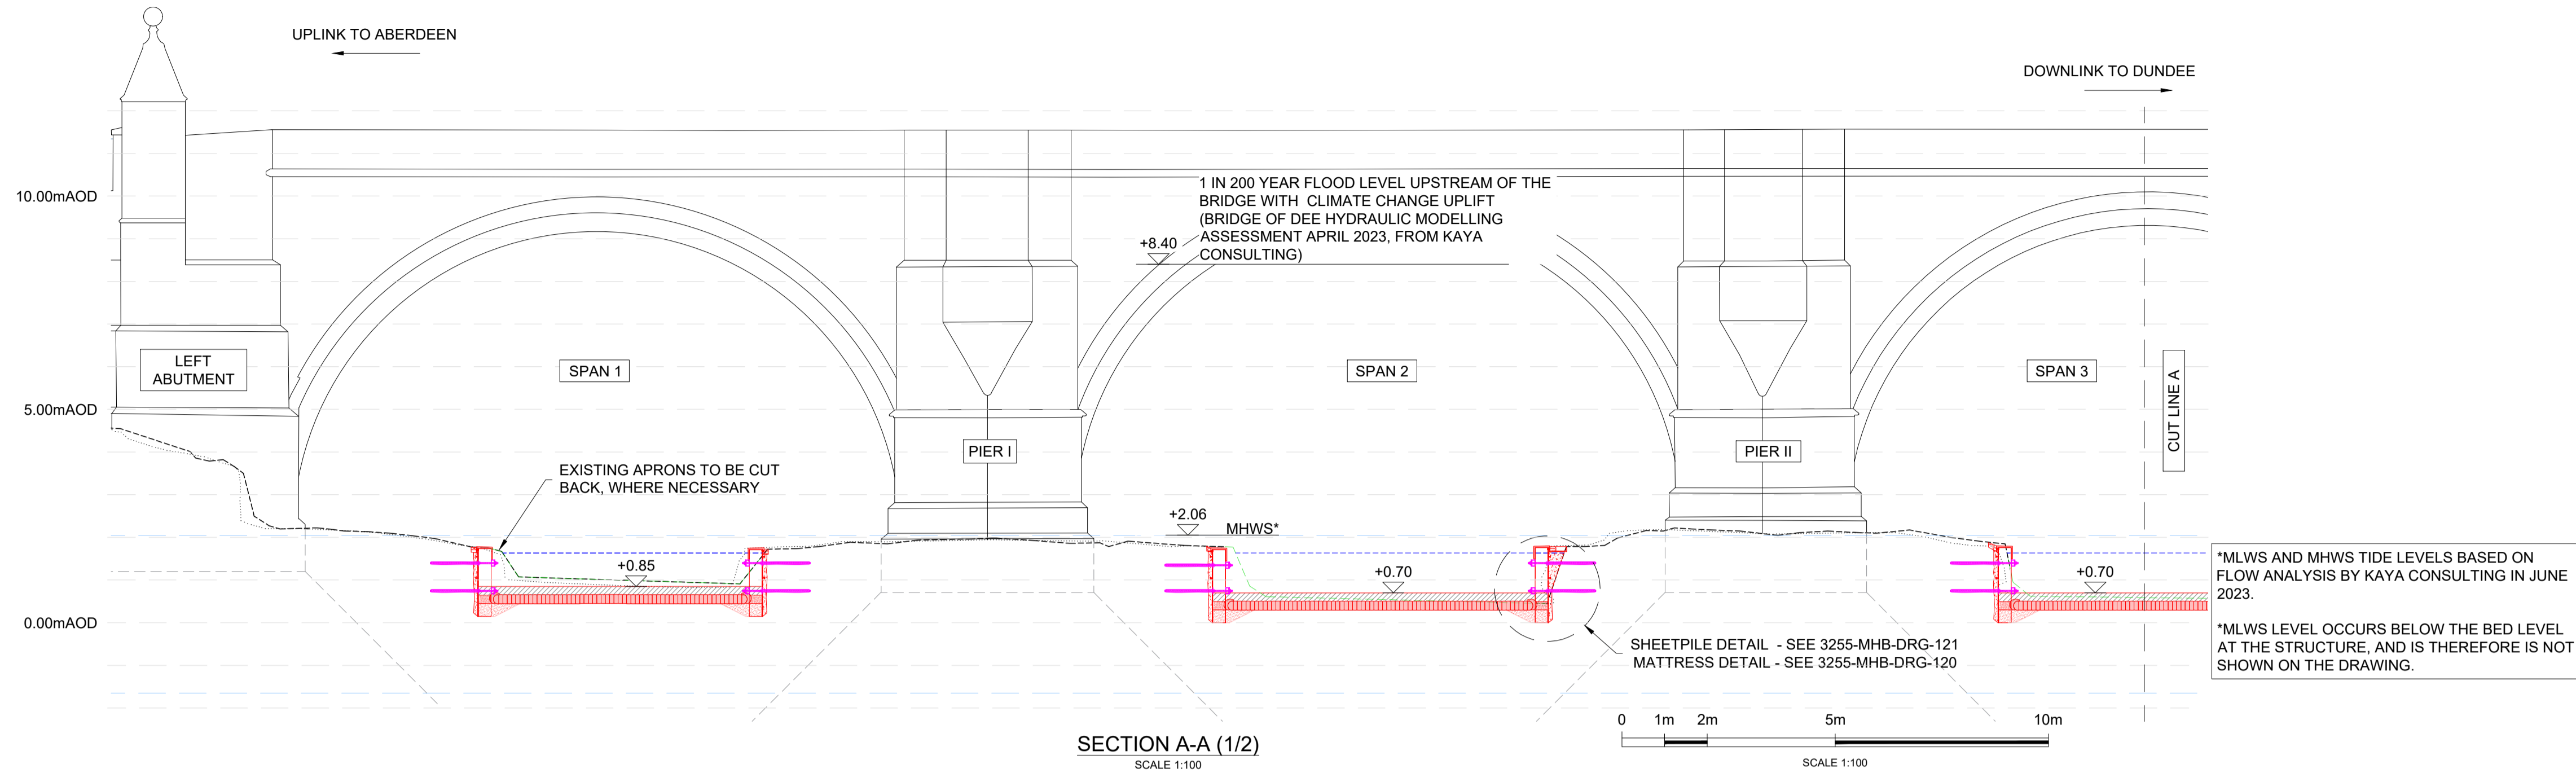 UPLINK TO ABERDEEN
DOWNLINK TO DUNDEE
10.00mAOD
1 IN 200 YEAR FLOOD LEVEL UPSTREAM OF THE
BRIDGE WITH CLIMATE CHANGE UPLIFT
(BRIDGE OF DEE HYDRAULIC MODELLING
ASSESSMENT APRIL 2023, FROM KAYA
CONSULTING)
+8.40
LEFT
ABUTMENT
SPAN 1
SPAN 2
SPAN 3
CUT LINE A
5.00mAOD
PIER I
PIER II
EXISTING APRONS TO BE CUT
BACK, WHERE NECESSARY
+2.06
MHWS*
+0.85
+0.70
+0.70
0.00mAOD
*MLWS AND MHWS TIDE LEVELS BASED ON
FLOW ANALYSIS BY KAYA CONSULTING IN JUNE
2023.
*MLWS LEVEL OCCURS BELOW THE BED LEVEL
AT THE STRUCTURE, AND IS THEREFORE IS NOT
SHOWN ON THE DRAWING.
SHEETPILE DETAIL - SEE 3255-MHB-DRG-121
MATTRESS DETAIL - SEE 3255-MHB-DRG-120
0 1m 2m 5m 10m
SCALE 1:100
SECTION A-A (1/2)
SCALE 1:100